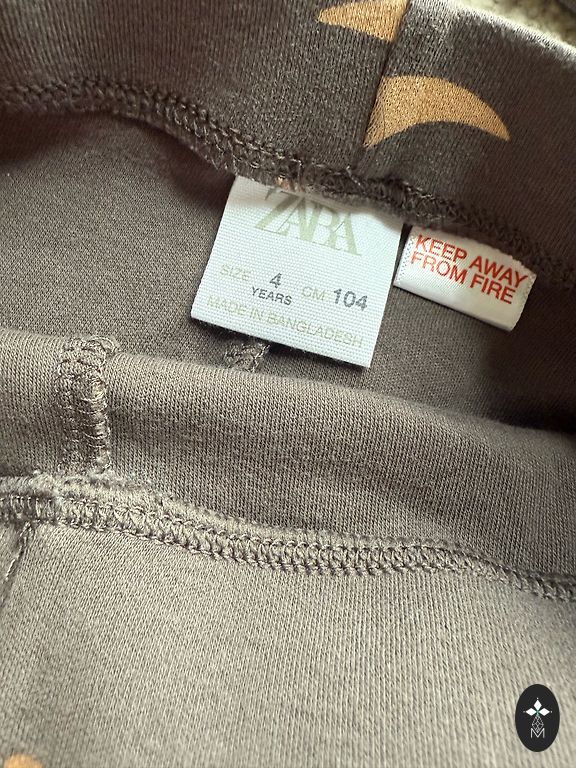 ZARA
SIZE 4 YEARS CM 104
MADE IN BANGLADESH
KEEP AWAY
FROM FIRE
M